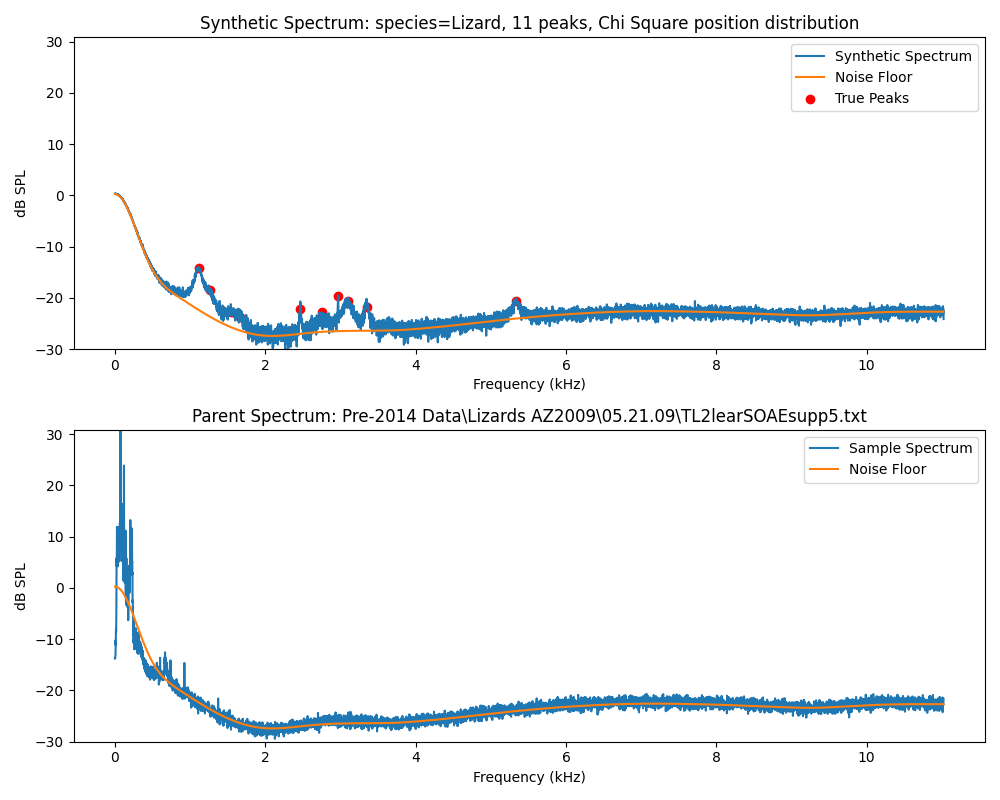 Synthetic Spectrum: species=Lizard, 11 peaks, Chi Square position distribution
30
20
10
0
−10
−20
−30
dB SPL
Synthetic Spectrum
Noise Floor
True Peaks
0 2 4 6 8 10
Frequency (kHz)
Parent Spectrum: Pre-2014 Data\Lizards AZ2009\05.21.09\TL2learSOAEsupp5.txt
30
20
10
0
−10
−20
−30
dB SPL
Sample Spectrum
Noise Floor
0 2 4 6 8 10
Frequency (kHz)